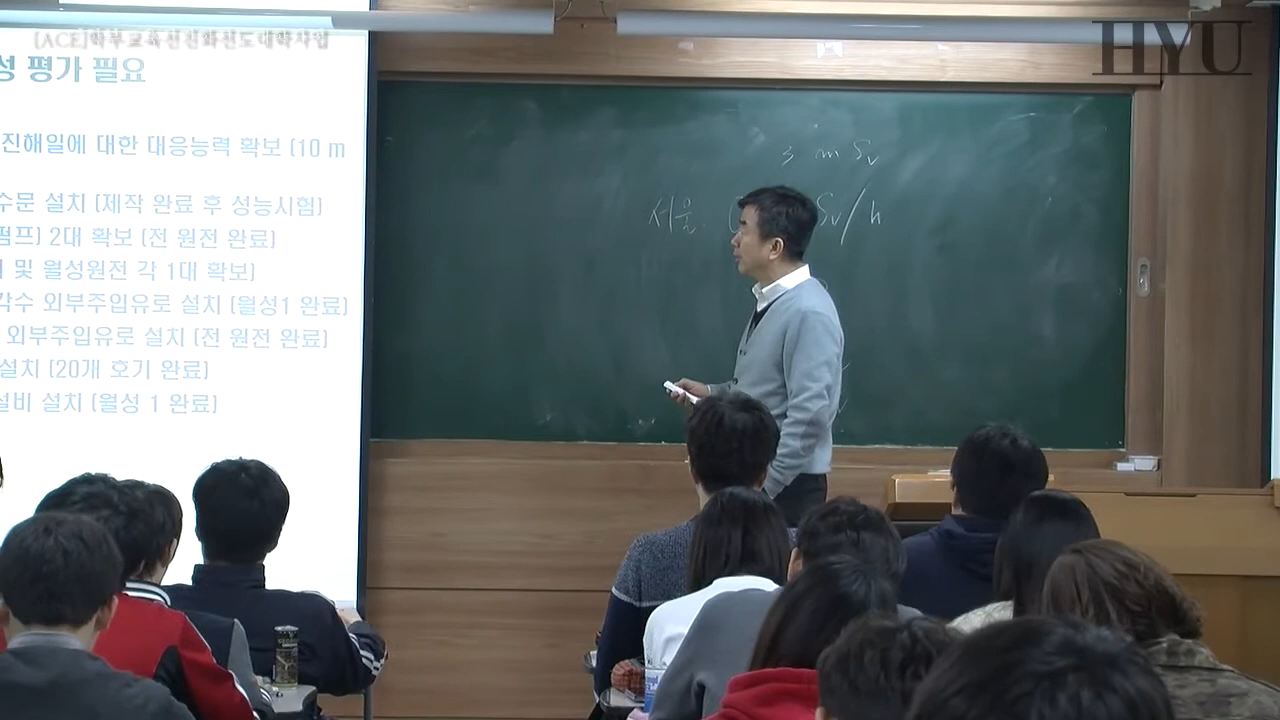 [ACE]학부교육선진화선도대학사업
HYU
성 평가 필요
진해일에 대한 대응능력 확보 (10 m
수문 설치 (제작 완료 후 성능시험)
펌프) 2대 확보 (전 원전 완료)
및 월성원전 각 1대 확보)
각수 외부주입유로 설치 (월성1 완료)
외부주입유로 설치 (전 원전 완료)
설치 (20개 호기 완료)
설비 설치 (월성 1 완료)
3 m Sv
서울 Sv/h